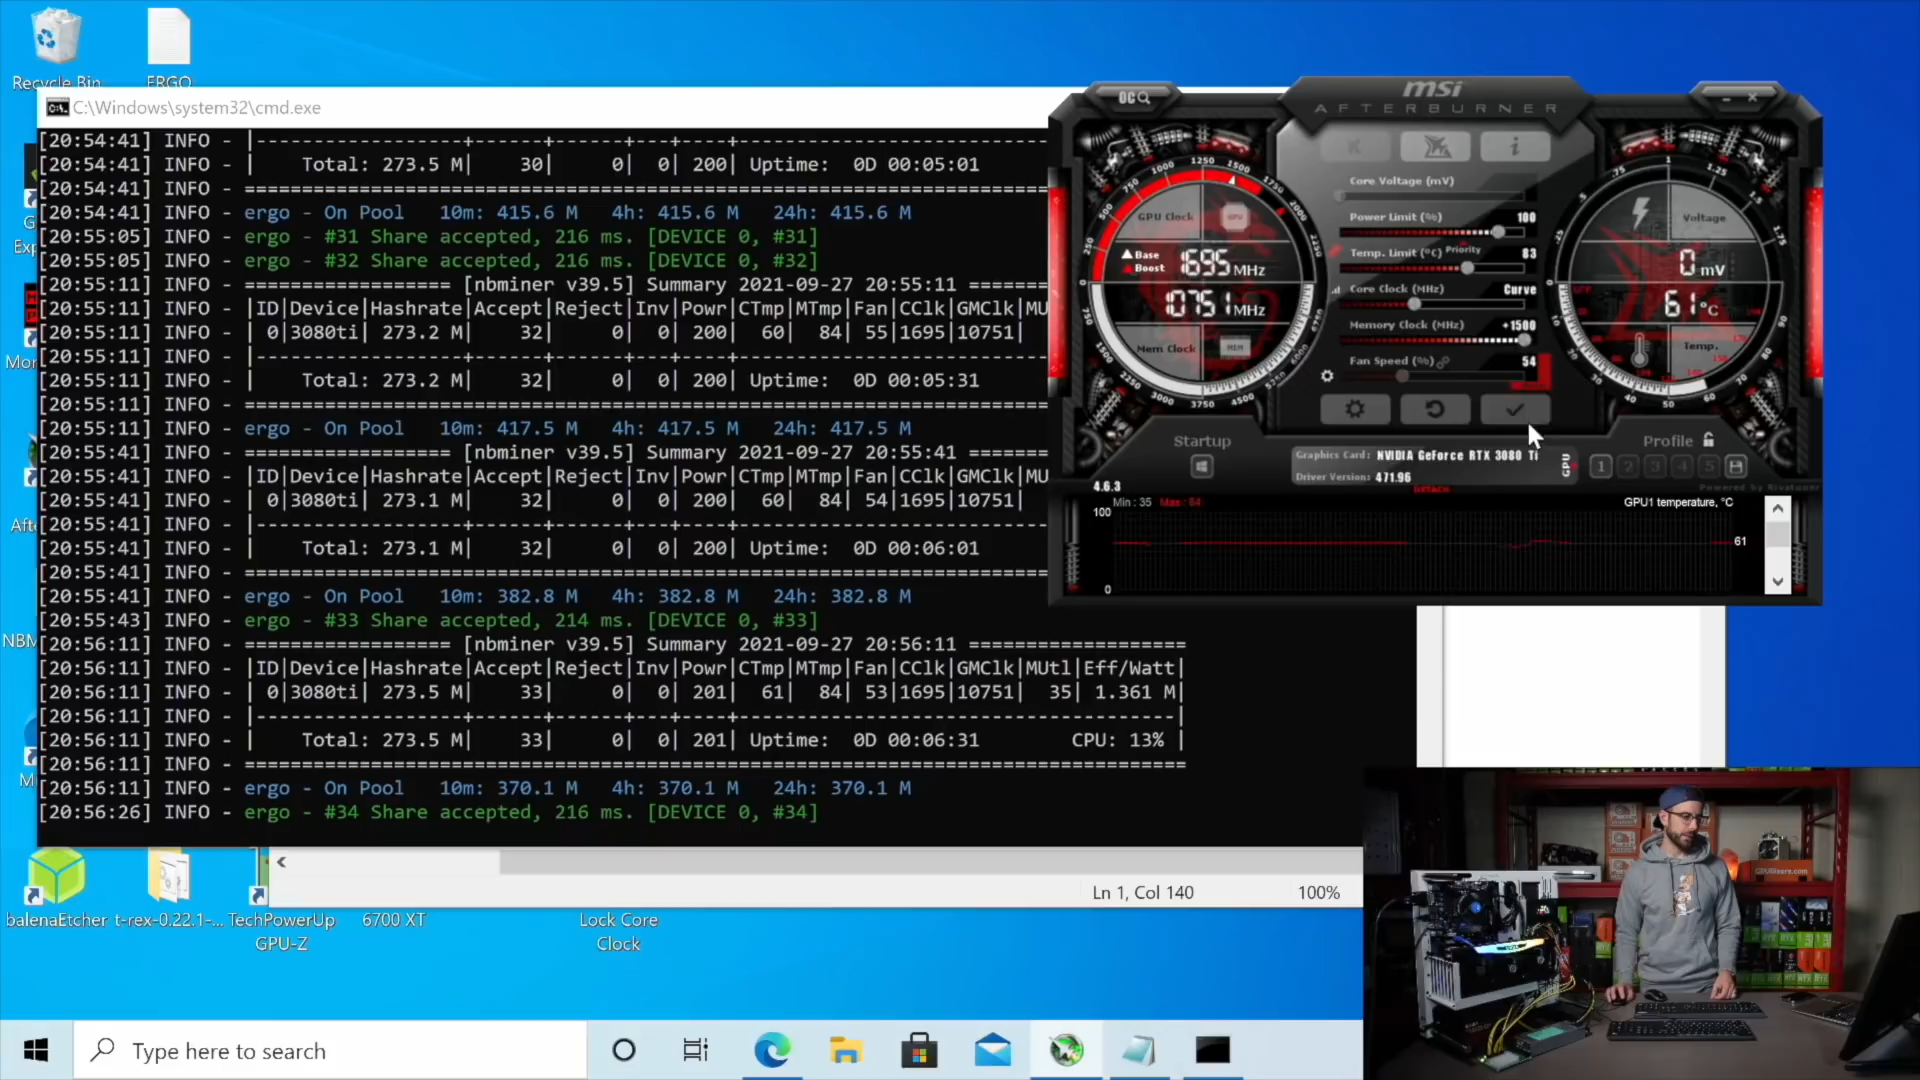 Recycle Bin
ERGO
C:\Windows\system32\cmd.exe
[20:54:41] INFO - |--------------------+------+------+---+----+
[20:54:41] INFO - |    Total: 273.5 M|    30|     0|  0| 200| Uptime:  0D 00:05:01
[20:54:41] INFO - ====================================================
[20:54:41] INFO - ergo - On Pool   10m: 415.6 M   4h: 415.6 M   24h: 415.6 M
[20:55:05] INFO - ergo - #31 Share accepted, 216 ms. [DEVICE 0, #31]
[20:55:05] INFO - ergo - #32 Share accepted, 216 ms. [DEVICE 0, #32]
[20:55:11] INFO - ================== [nbminer v39.5] Summary 2021-09-27 20:55:11 =======
[20:55:11] INFO - |ID|Device|Hashrate|Accept|Reject|Inv|Powr|CTmp|MTmp|Fan|CClk|GMClk|MU
[20:55:11] INFO - | 0|3080ti| 273.2 M|    32|     0|  0| 200|  60|  84| 55|1695|10751|
[20:55:11] INFO - |------------------+------+------+---+----+
[20:55:11] INFO - |    Total: 273.2 M|    32|     0|  0| 200| Uptime:  0D 00:05:31
[20:55:11] INFO - ====================================================
[20:55:11] INFO - ergo - On Pool   10m: 417.5 M   4h: 417.5 M   24h: 417.5 M
[20:55:41] INFO - ================== [nbminer v39.5] Summary 2021-09-27 20:55:41 =======
[20:55:41] INFO - |ID|Device|Hashrate|Accept|Reject|Inv|Powr|CTmp|MTmp|Fan|CClk|GMClk|MU
[20:55:41] INFO - | 0|3080ti| 273.1 M|    32|     0|  0| 200|  60|  84| 54|1695|10751|
[20:55:41] INFO - |------------------+------+------+---+----+
[20:55:41] INFO - |    Total: 273.1 M|    32|     0|  0| 200| Uptime:  0D 00:06:01
[20:55:41] INFO - ====================================================
[20:55:41] INFO - ergo - On Pool   10m: 382.8 M   4h: 382.8 M   24h: 382.8 M
[20:55:43] INFO - ergo - #33 Share accepted, 214 ms. [DEVICE 0, #33]
[20:56:11] INFO - ================== [nbminer v39.5] Summary 2021-09-27 20:56:11 ===================
[20:56:11] INFO - |ID|Device|Hashrate|Accept|Reject|Inv|Powr|CTmp|MTmp|Fan|CClk|GMClk|MUtl|Eff/Watt|
[20:56:11] INFO - | 0|3080ti| 273.5 M|    33|     0|  0| 201|  61|  84| 53|1695|10751|  35| 1.361 M|
[20:56:11] INFO - |------------------+------+------+---+----+---------------------------------|
[20:56:11] INFO - |    Total: 273.5 M|    33|     0|  0| 201| Uptime:  0D 00:06:31       CPU: 13% |
[20:56:11] INFO - =======================================================================
[20:56:11] INFO - ergo - On Pool   10m: 370.1 M   4h: 370.1 M   24h: 370.1 M
[20:56:26] INFO - ergo - #34 Share accepted, 216 ms. [DEVICE 0, #34]
OC
msi
AFTERBURNER
GPU Clock
Base
Boost
1695 MHz
10751 MHz
Mem Clock
MEM
Core Voltage (mV)
Power Limit (%) 100
Temp. Limit (°C) Priority 83
Core Clock (MHz) Curve
Memory Clock (MHz) +1500
Fan Speed (%) 54
Voltage
0 mV
61 °C
Temp.
Startup
Graphics Card: NVIDIA GeForce RTX 3080 Ti
Driver Version: 471.96
GPU
Profile
1 2 3 4 5
Powered by Rivatuner
4.6.3
DETACH
Min : 35 Max : 84
GPU1 temperature, °C
100
61
0
Ln 1, Col 140
100%
balenaEtcher
t-rex-0.22.1-...
TechPowerUp
GPU-Z
6700 XT
Lock Core
Clock
Type here to search